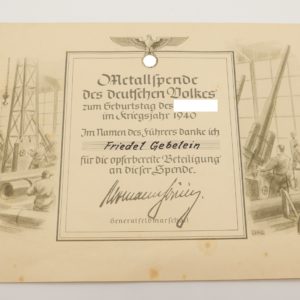 Metallspende
des deutschen Volkes
zum Geburtstag des
im Kriegsjahr 1940
Im Namen des Führers danke ich
Friedel Gebelein
für die opferbereite Beteiligung
an dieser Spende.
Generalfeldmarschall